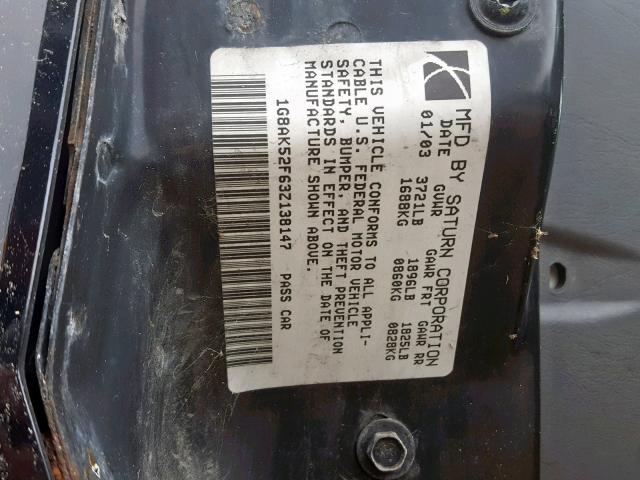 MFD BY SATURN CORPORATION
DATE GVWR GAWR FRT GAWR RR
01/03 3721LB 1896LB 1825LB
1688KG 0860KG 0828KG
THIS VEHICLE CONFORMS TO ALL APPLI-
CABLE U.S. FEDERAL MOTOR VEHICLE
SAFETY, BUMPER, AND THEFT PREVENTION
STANDARDS IN EFFECT ON THE DATE OF
MANUFACTURE SHOWN ABOVE.
1G8AK52F63Z138147 PASS CAR